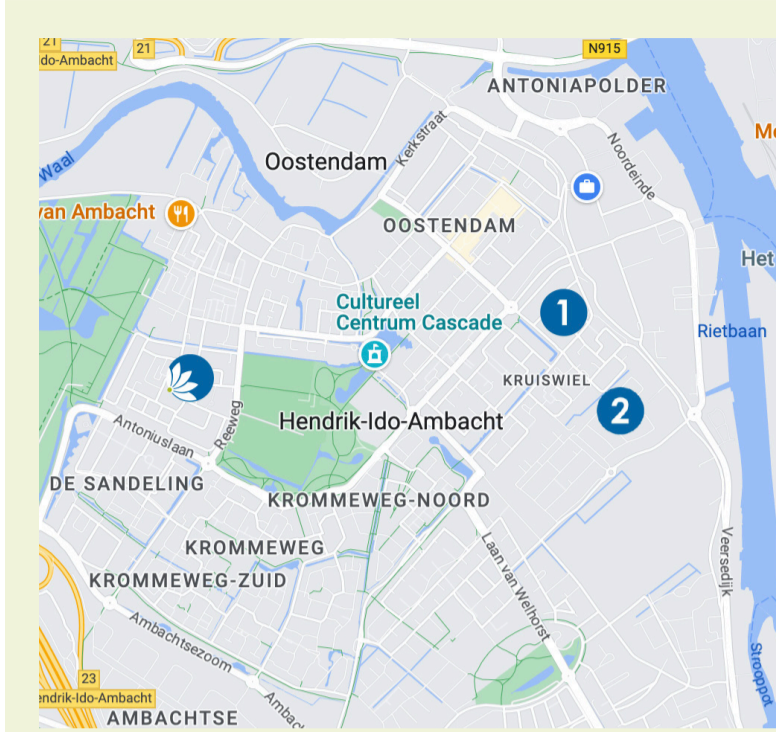 21
do-Ambacht
21
N915
ANTONIAPOLDER
Kerkstraat
Noordeinde
Oostendam
Waal
van Ambacht
OOSTENDAM
Het
Cultureel
Centrum Cascade
1
Rietbaan
KRUISWIEL
2
Reeweg
Hendrik-Ido-Ambacht
Antoniuslaan
DE SANDELING
KROMMEWEG-NOORD
KROMMEWEG
KROMMEWEG-ZUID
Laan van Welhorst
Veersedijk
Ambachtsezoom
Strooppot
23
endrik-Ido-Ambacht
Ambac
AMBACHTSE